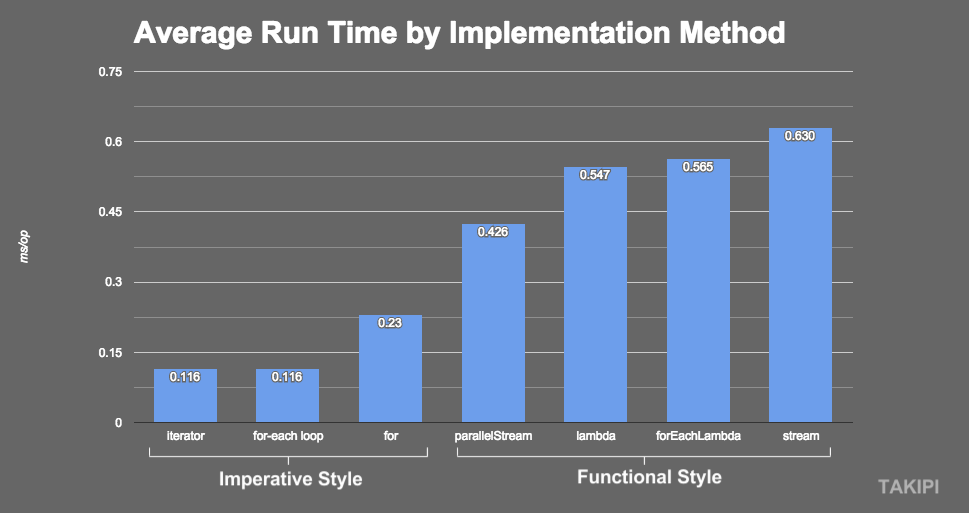 Average Run Time by Implementation Method
0.75
0.6
0.45
0.3
0.15
0
ms/op
0.116
0.116
0.23
0.426
0.547
0.565
0.630
iterator
for-each loop
for
parallelStream
lambda
forEachLambda
stream
Imperative Style
Functional Style
TAKIPI